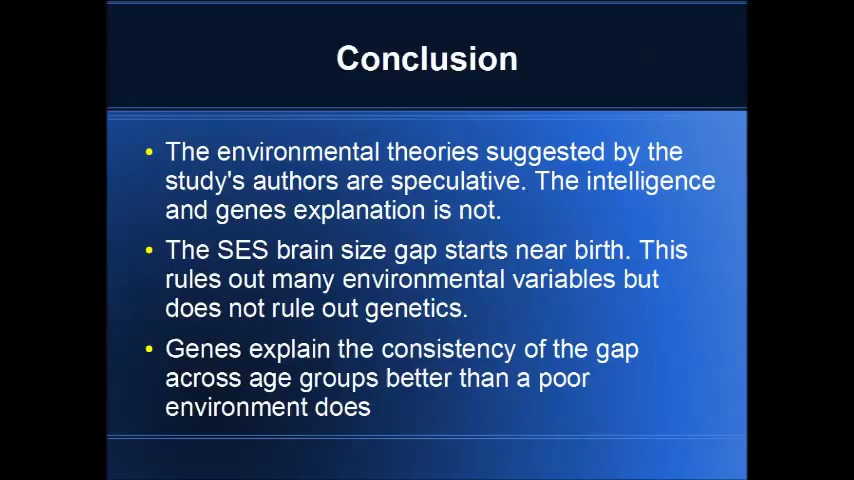 Conclusion
• The environmental theories suggested by the
study's authors are speculative. The intelligence
and genes explanation is not.
• The SES brain size gap starts near birth. This
rules out many environmental variables but
does not rule out genetics.
• Genes explain the consistency of the gap
across age groups better than a poor
environment does